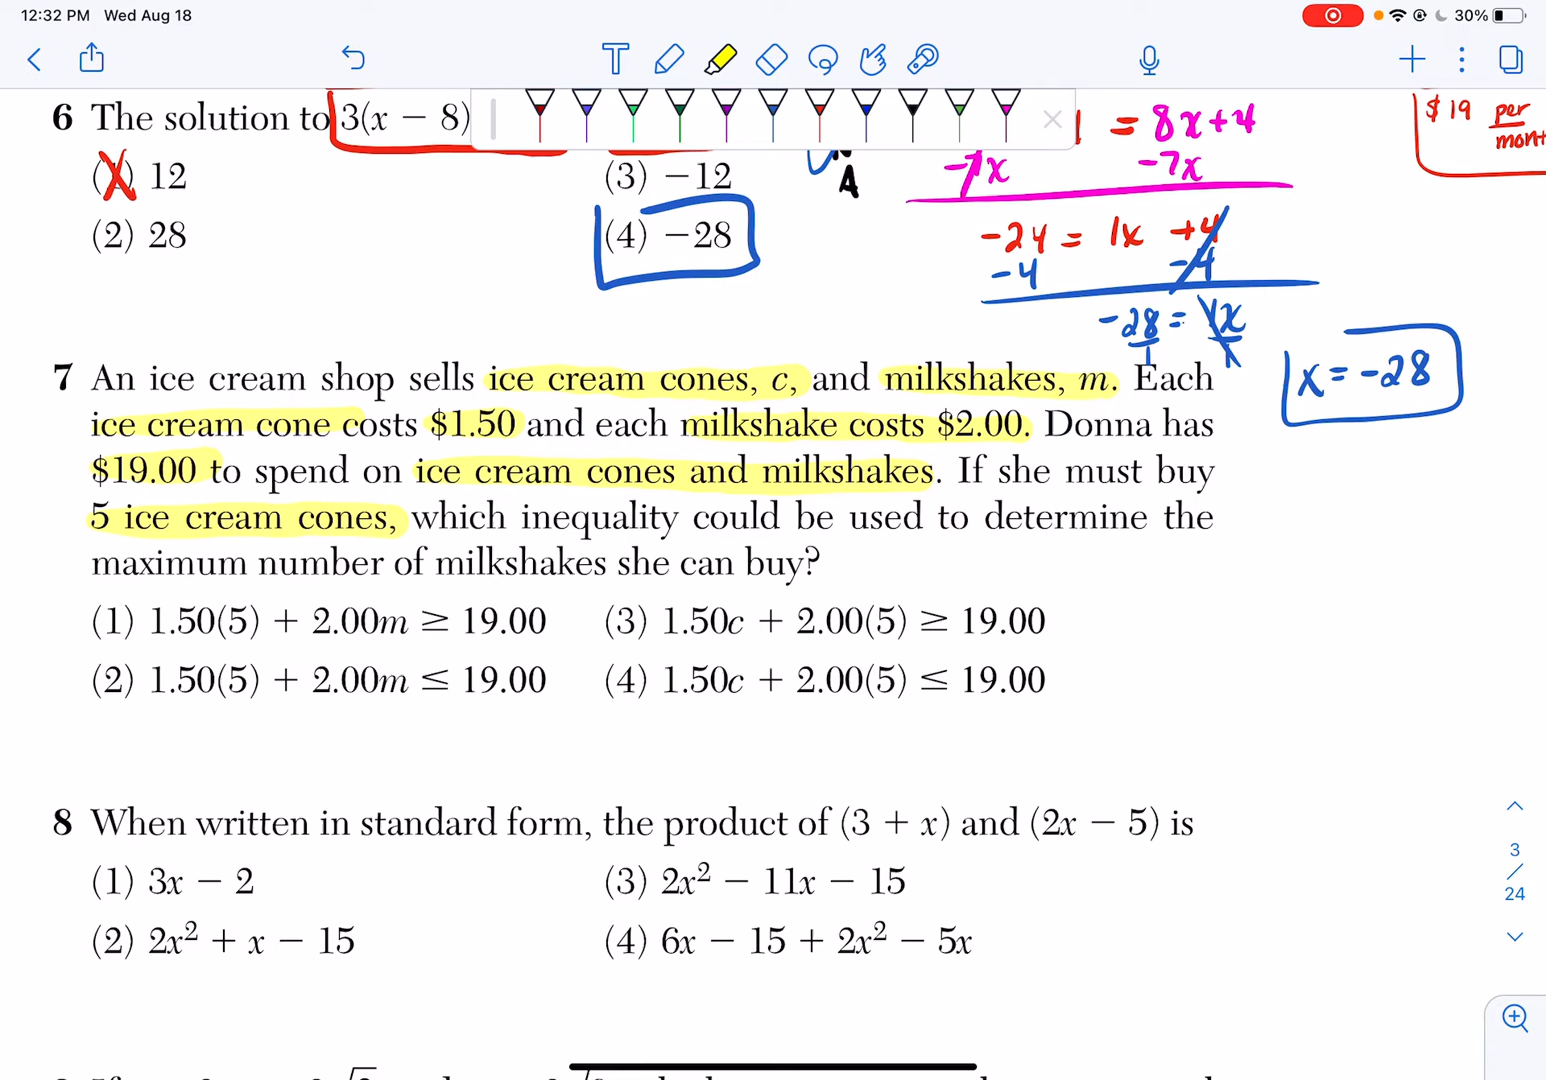 12:32 PM Wed Aug 18
30%
6 The solution to 3(x − 8)
(1) 12
(3) −12
(2) 28
(4) −28
A
= 8x+4
-7x -7x
-24 = 1x +4
-4 -4
-28 = 1x
1 1
x = -28
$19 per
7 An ice cream shop sells ice cream cones, c, and milkshakes, m. Each
ice cream cone costs $1.50 and each milkshake costs $2.00. Donna has
$19.00 to spend on ice cream cones and milkshakes. If she must buy
5 ice cream cones, which inequality could be used to determine the
maximum number of milkshakes she can buy?
(1) 1.50(5) + 2.00m ≥ 19.00 (3) 1.50c + 2.00(5) ≥ 19.00
(2) 1.50(5) + 2.00m ≤ 19.00 (4) 1.50c + 2.00(5) ≤ 19.00
8 When written in standard form, the product of (3 + x) and (2x − 5) is
(1) 3x − 2 (3) 2x² − 11x − 15
(2) 2x² + x − 15 (4) 6x − 15 + 2x² − 5x
3
/
24